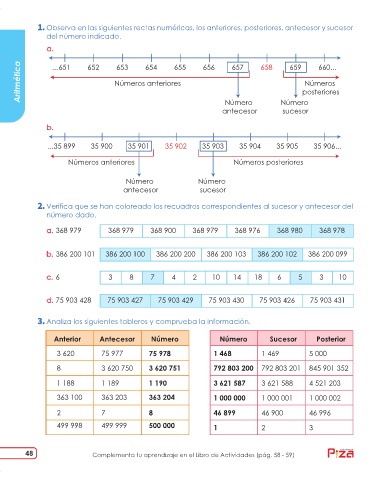 1. Observa en las siguientes rectas numéricas, los anteriores, posteriores, antecesor y sucesor
del número indicado.
Aritmética
a.
...651 652 653 654 655 656 657 658 659 660...
Números anteriores Números
posteriores
Número Número
antecesor sucesor
b.
...35 899 35 900 35 901 35 902 35 903 35 904 35 905 35 906...
Números anteriores Números posteriores
Número Número
antecesor sucesor
2. Verifica que se han coloreado los recuadros correspondientes al sucesor y antecesor del
número dado.
a. 368 979 368 979 368 900 368 979 368 976 368 980 368 978
b. 386 200 101 386 200 100 386 200 200 386 200 103 386 200 102 386 200 099
c. 6 3 8 7 4 2 10 14 18 6 5 3 10
d. 75 903 428 75 903 427 75 903 429 75 903 430 75 903 426 75 903 431
3. Analiza los siguientes tableros y comprueba la información.
Anterior Antecesor Número Número Sucesor Posterior
3 620 75 977 75 978 1 468 1 469 5 000
8 3 620 750 3 620 751 792 803 200 792 803 201 845 901 352
1 188 1 189 1 190 3 621 587 3 621 588 4 521 203
363 100 363 203 363 204 1 000 000 1 000 001 1 000 002
2 7 8 46 899 46 900 46 996
499 998 499 999 500 000 1 2 3
48 Complementa tu aprendizaje en el Libro de Actividades (pág. 58 - 59)